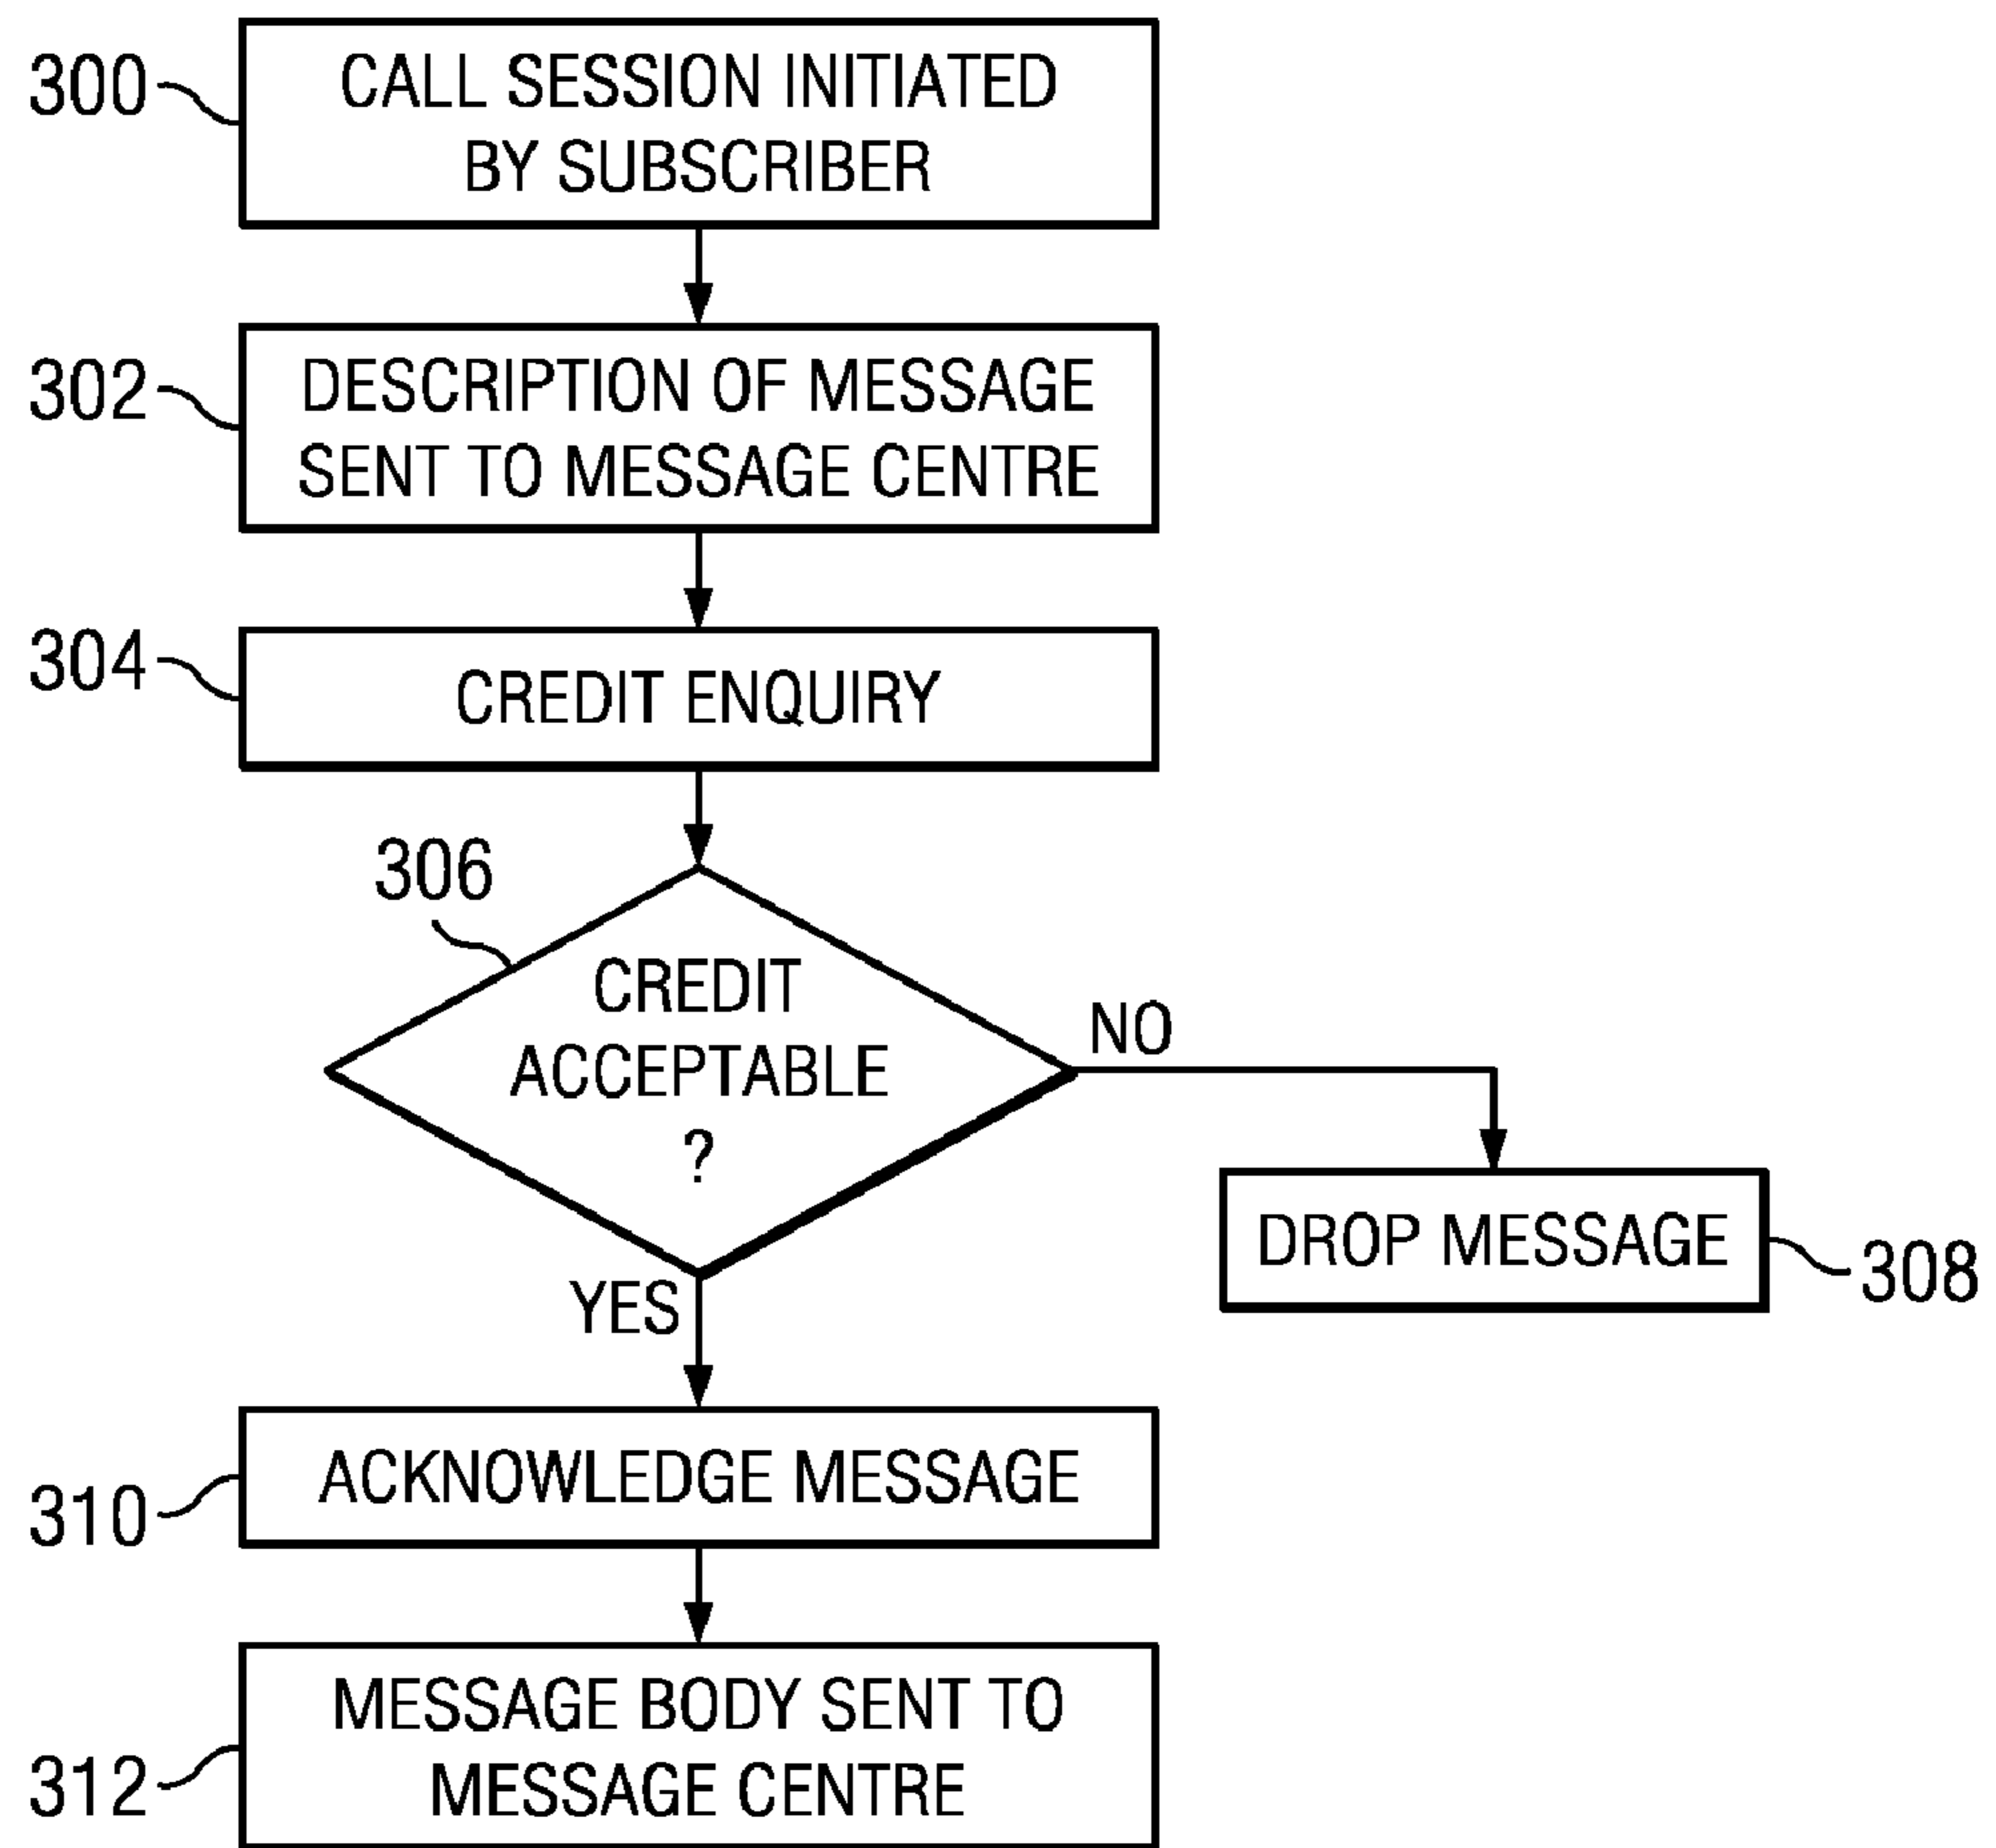 300
CALL SESSION INITIATED
BY SUBSCRIBER
302
DESCRIPTION OF MESSAGE
SENT TO MESSAGE CENTRE
304
CREDIT ENQUIRY
306
CREDIT
ACCEPTABLE
?
NO
YES
DROP MESSAGE
308
310
ACKNOWLEDGE MESSAGE
312
MESSAGE BODY SENT TO
MESSAGE CENTRE